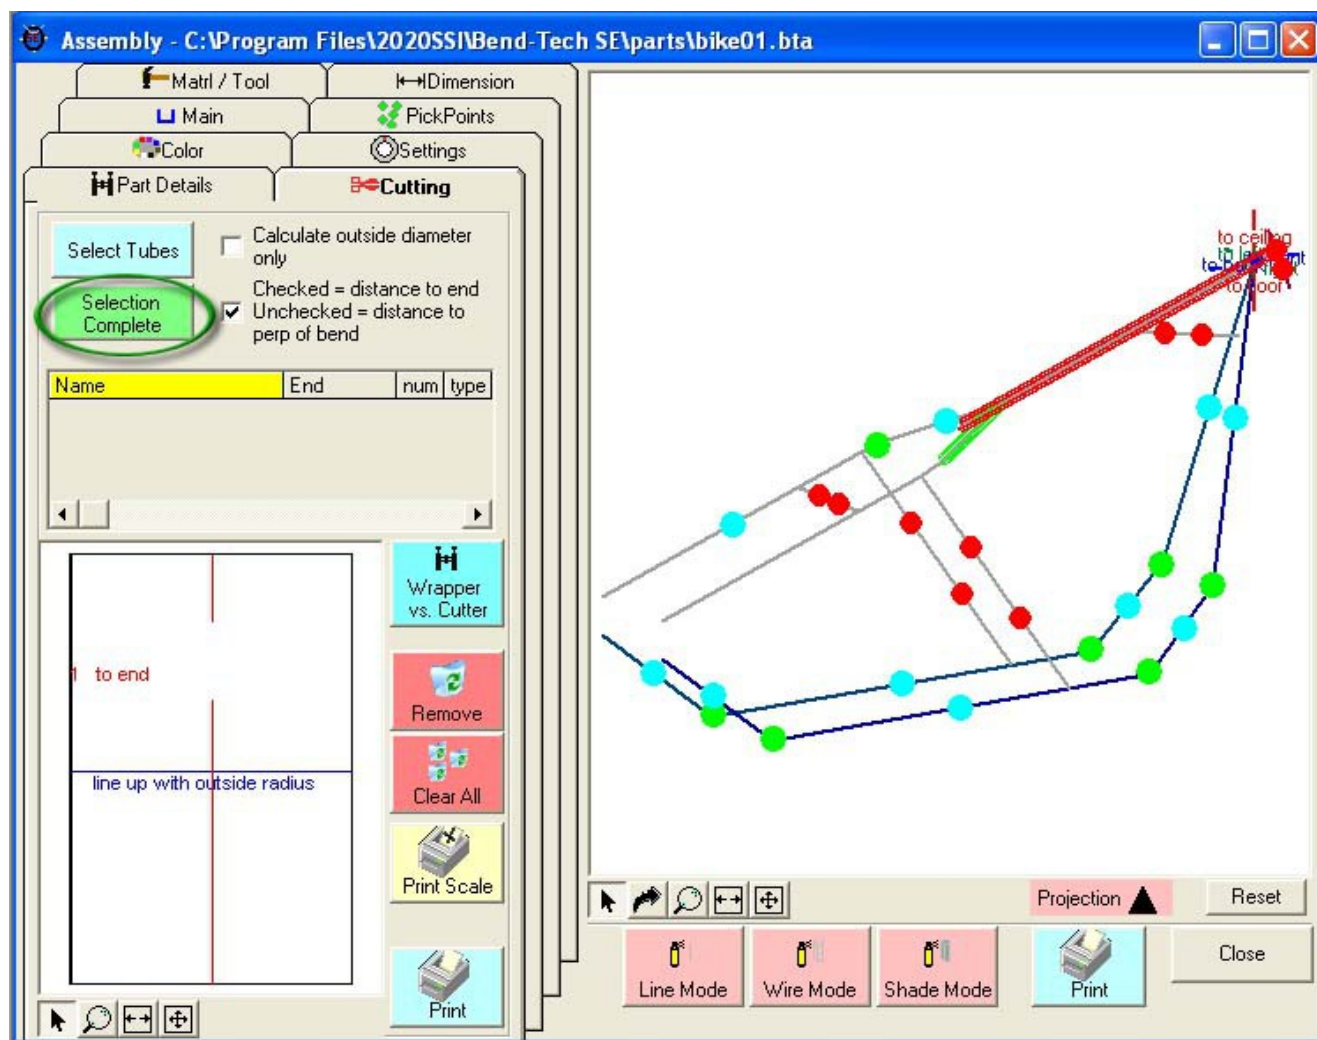 Assembly - C:\Program Files\2020SSI\Bend-Tech SE\parts\bike01.bta
Matrl / Tool
Dimension
Main
PickPoints
Color
Settings
Part Details
Cutting
Select Tubes
Calculate outside diameter
only
Selection
Complete
Checked = distance to end
Unchecked = distance to
perp of bend
Name End num type
1 to end
line up with outside radius
Wrapper
vs. Cutter
Remove
Clear All
Print Scale
Print
to ceiling
Projection
Reset
Line Mode
Wire Mode
Shade Mode
Print
Close